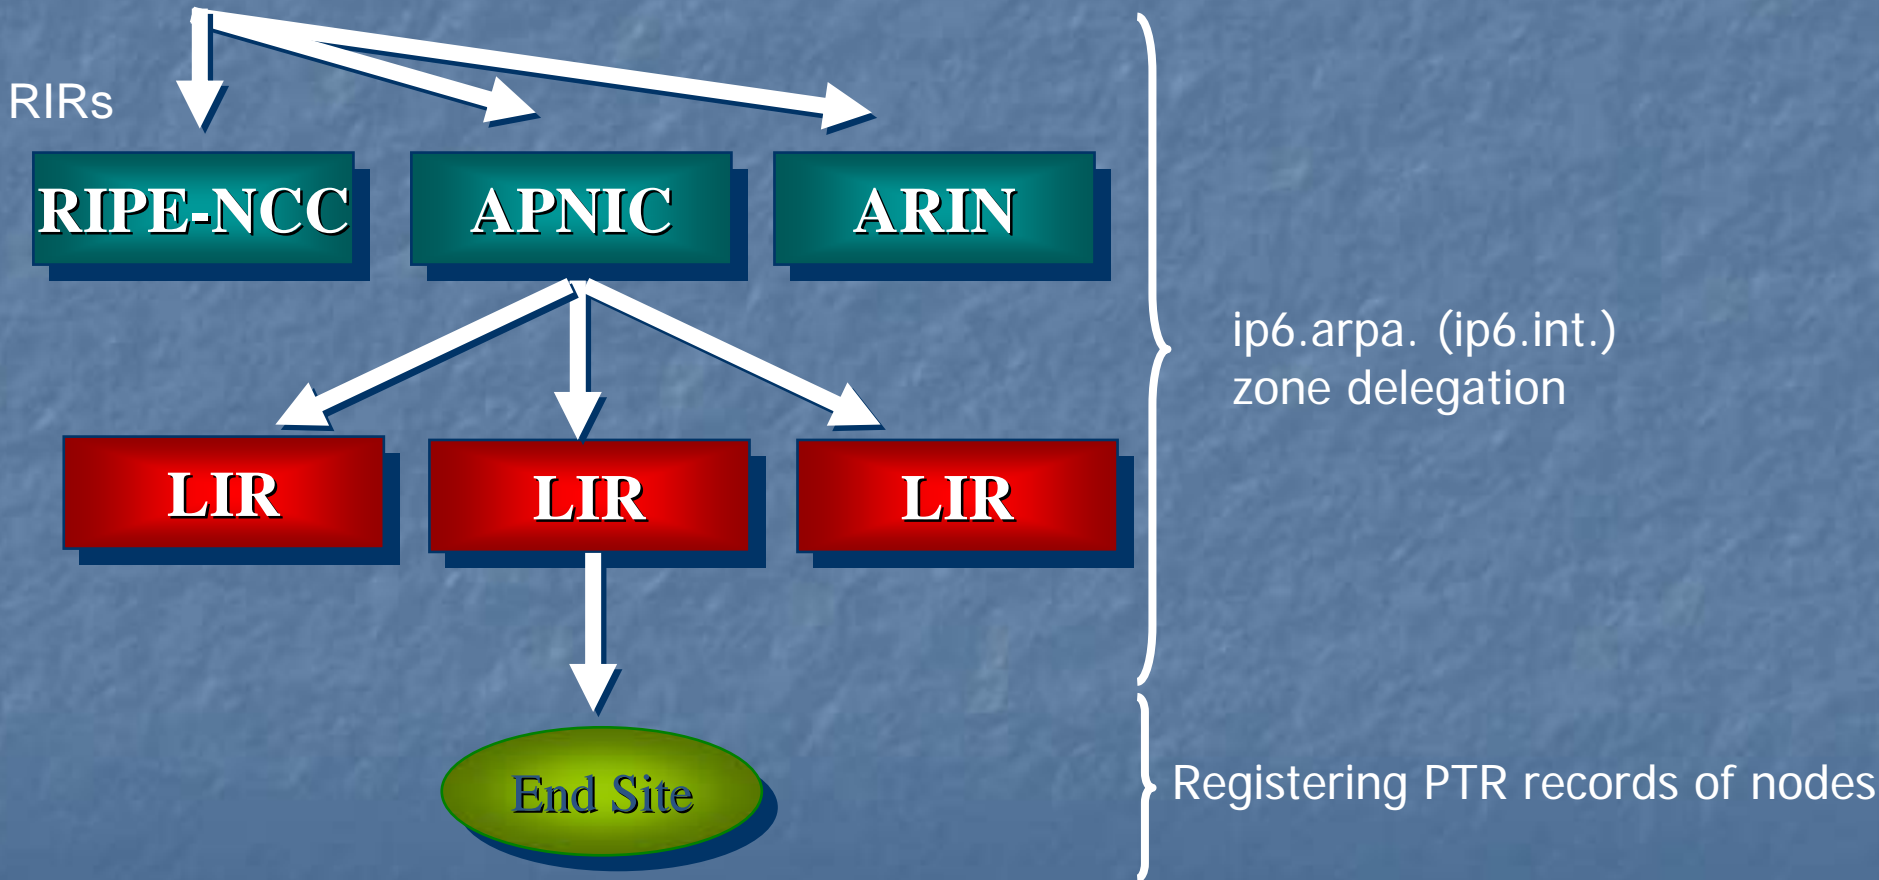 RIRs
RIPE-NCC
APNIC
ARIN
ip6.arpa. (ip6.int.)
zone delegation
LIR
LIR
LIR
End Site
Registering PTR records of nodes